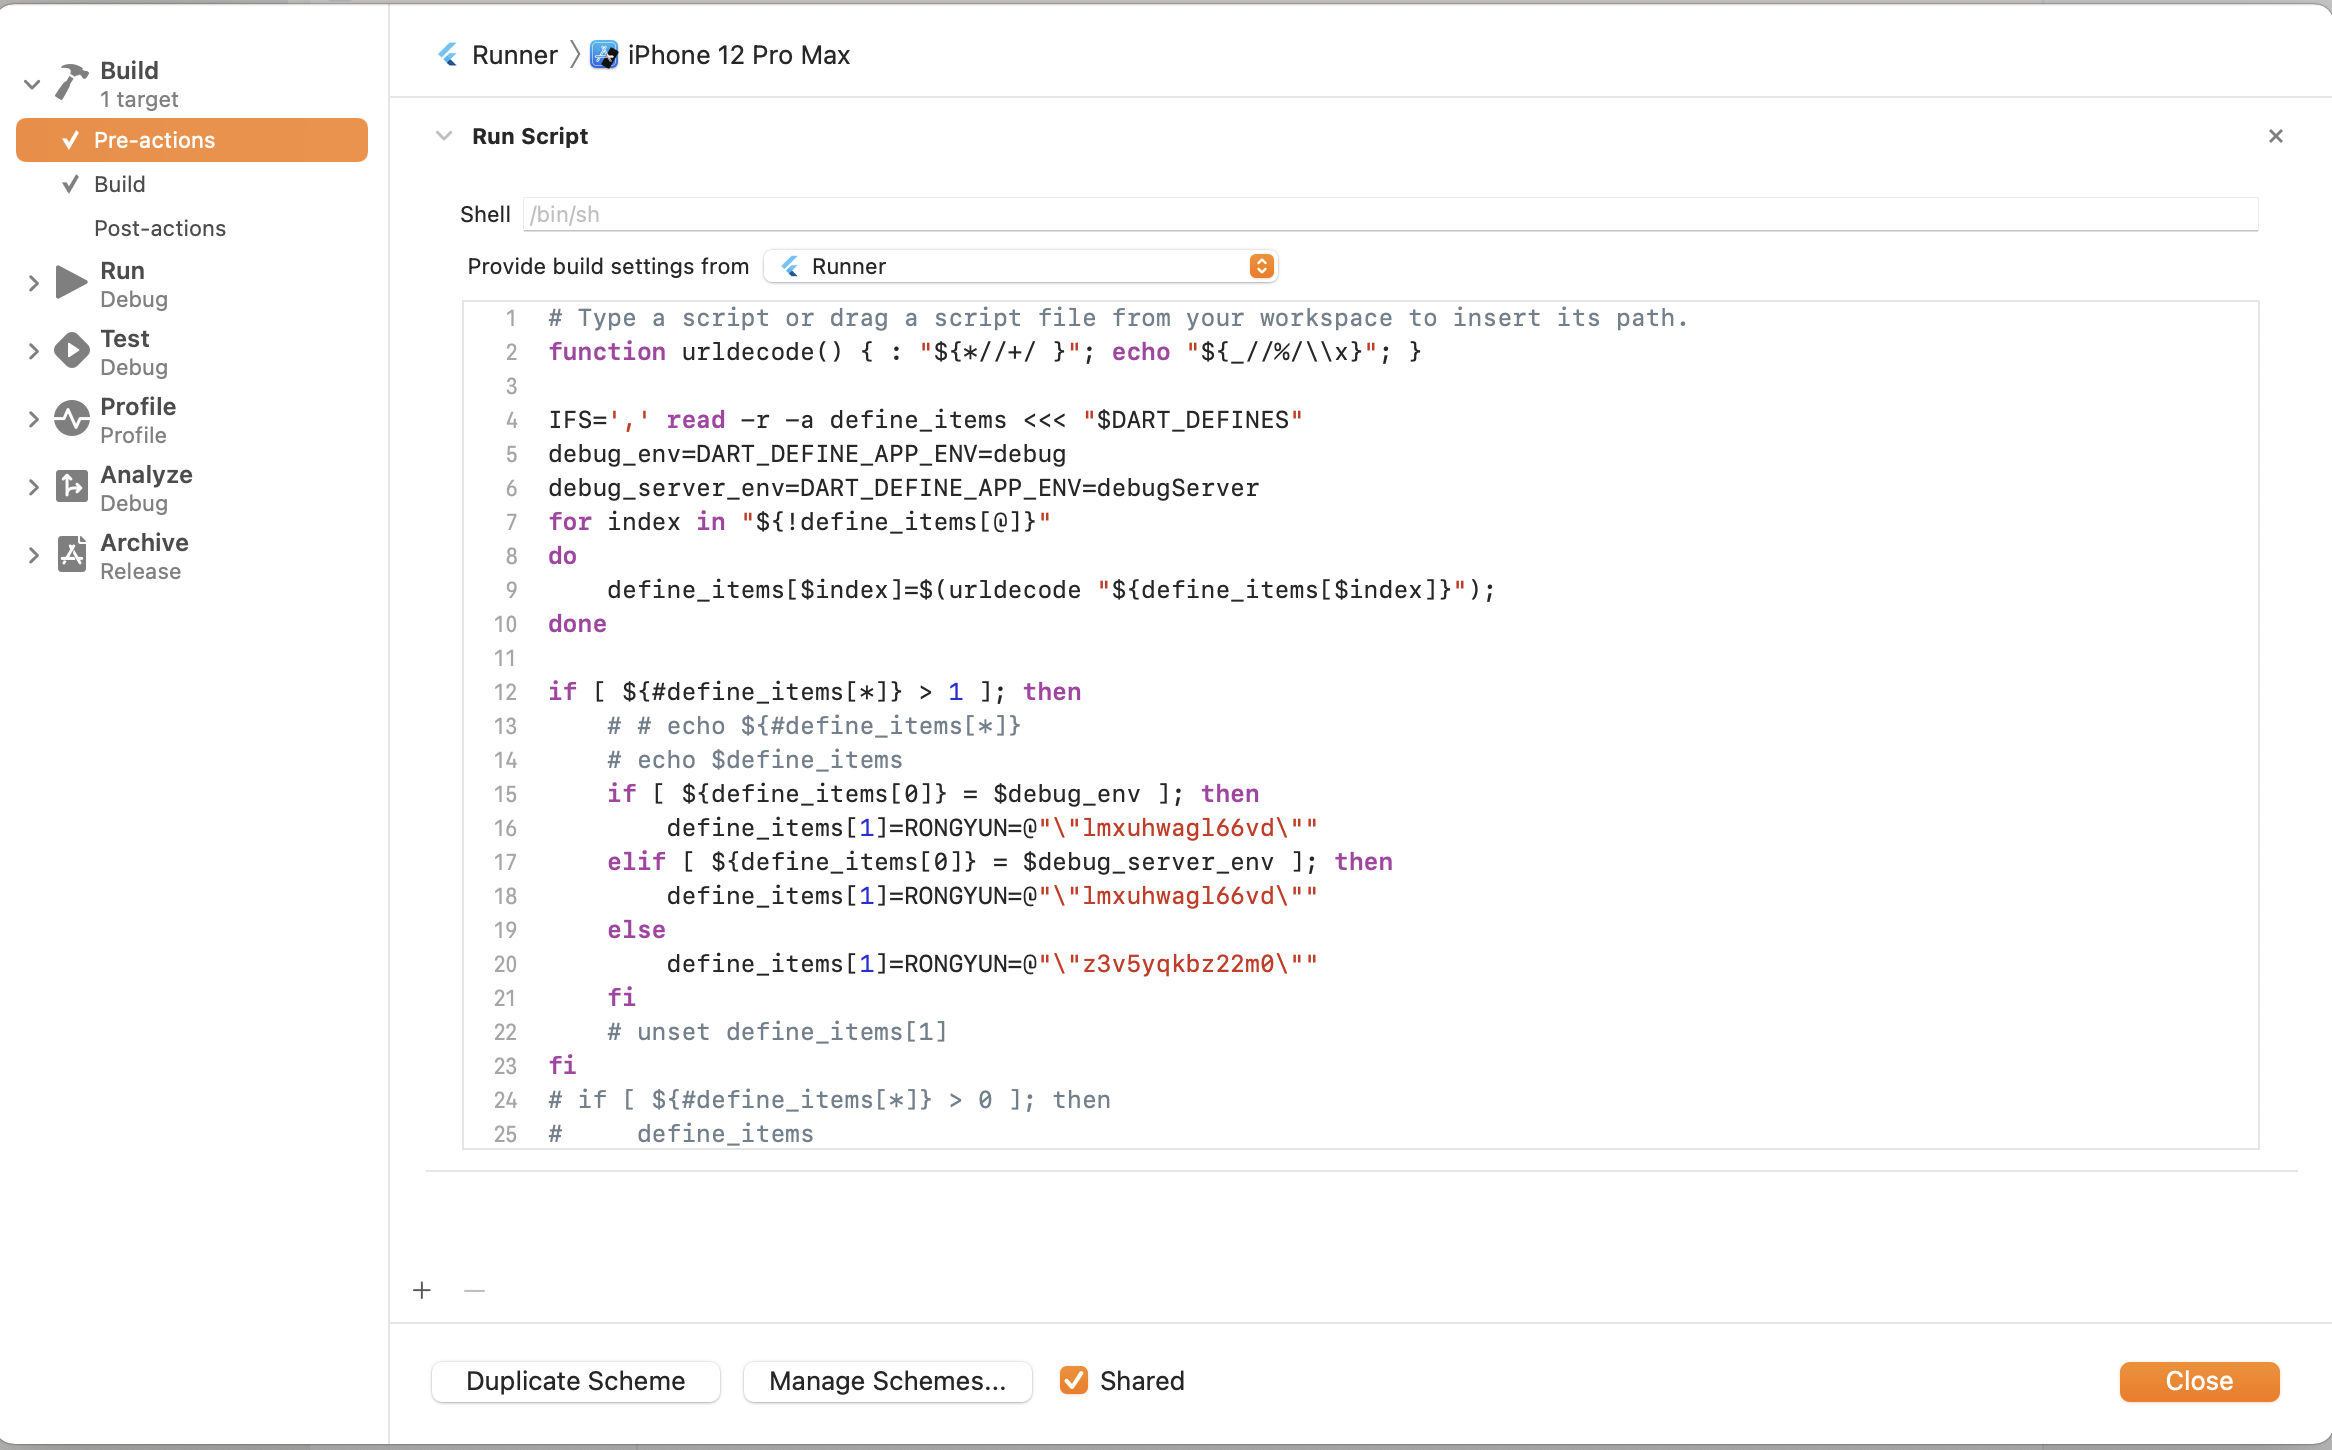 Build
1 target
Pre-actions
Build
Post-actions
Run
Debug
Test
Debug
Profile
Profile
Analyze
Debug
Archive
Release
Runner 〉 iPhone 12 Pro Max
Run Script
Shell /bin/sh
Provide build settings from Runner
1 # Type a script or drag a script file from your workspace to insert its path.
2 function urldecode() { : "${*//+/ }"; echo "${_//%/\\x}"; }
3
4 IFS=',' read -r -a define_items <<< "$DART_DEFINES"
5 debug_env=DART_DEFINE_APP_ENV=debug
6 debug_server_env=DART_DEFINE_APP_ENV=debugServer
7 for index in "${!define_items[@]}"
8 do
9     define_items[$index]=$(urldecode "${define_items[$index]}");
10 done
11
12 if [ ${#define_items[*]} > 1 ]; then
13     # # echo ${#define_items[*]}
14     # echo $define_items
15     if [ ${define_items[0]} = $debug_env ]; then
16         define_items[1]=RONGYUN=@"\"lmxuhwagl66vd\""
17     elif [ ${define_items[0]} = $debug_server_env ]; then
18         define_items[1]=RONGYUN=@"\"lmxuhwagl66vd\""
19     else
20         define_items[1]=RONGYUN=@"\"z3v5yqkbz22m0\""
21     fi
22     # unset define_items[1]
23 fi
24 # if [ ${#define_items[*]} > 0 ]; then
25 #     define_items
Duplicate Scheme
Manage Schemes...
Shared
Close